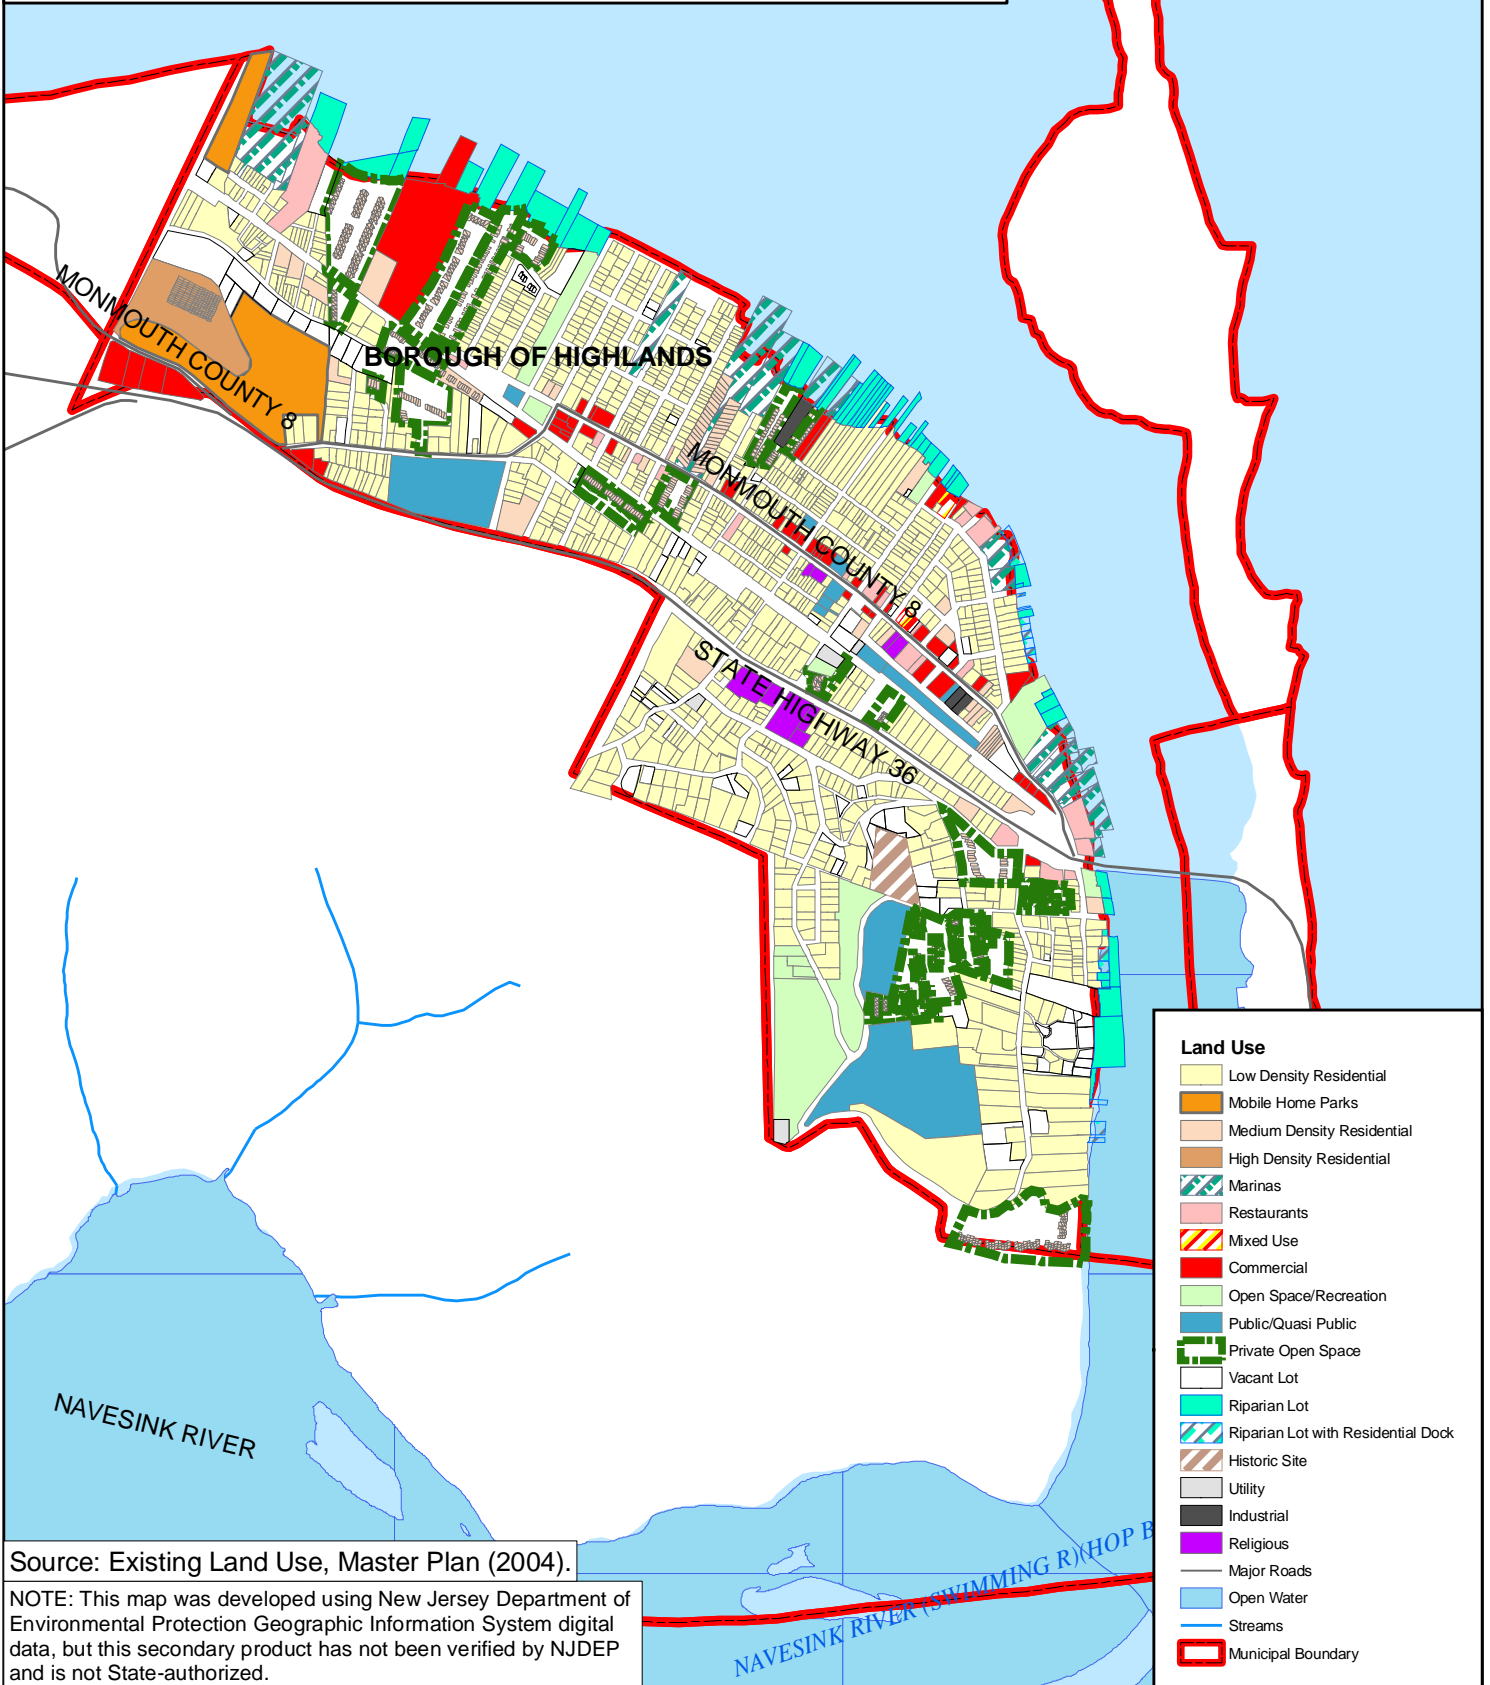 MONMOUTH COUNTY 8
BOROUGH OF HIGHLANDS
MONMOUTH COUNTY 8
STATE HIGHWAY 36
NAVESINK RIVER
NAVESINK RIVER (SWIMMING R)(HOP B
Land Use
Low Density Residential
Mobile Home Parks
Medium Density Residential
High Density Residential
Marinas
Restaurants
Mixed Use
Commercial
Open Space/Recreation
Public/Quasi Public
Private Open Space
Vacant Lot
Riparian Lot
Riparian Lot with Residential Dock
Historic Site
Utility
Industrial
Religious
Major Roads
Open Water
Streams
Municipal Boundary
Source: Existing Land Use, Master Plan (2004).
NOTE: This map was developed using New Jersey Department of
Environmental Protection Geographic Information System digital
data, but this secondary product has not been verified by NJDEP
and is not State-authorized.